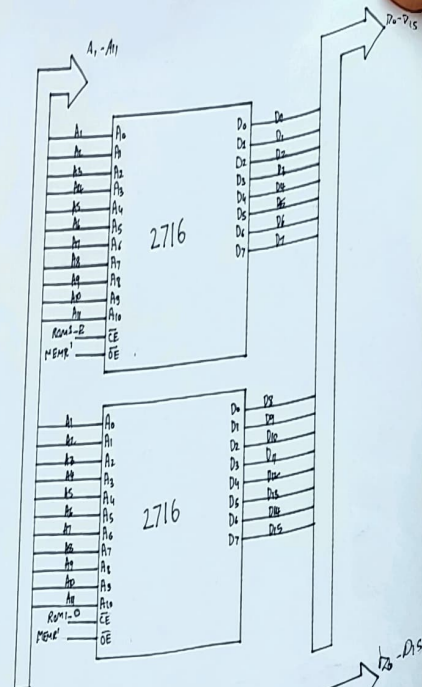 A1-A11
D0-D15
A1 A0 D0 D0
A2 A1 D1 D1
A3 A2 D2 D2
A4 A3 D3 D3
A5 A4 D4 D4
A6 A5 D5 D5
A7 A6 D6 D6
A8 A7 D7 D7
A9 A8
A10 A9
A11 A10
2716
CE
MEMR' OE
A1 A0 D0 D8
A2 A1 D1 D9
A3 A2 D2 D10
A4 A3 D3 D11
A5 A4 D4 D12
A6 A5 D5 D13
A7 A6 D6 D14
A8 A7 D7 D15
A9 A8
A10 A9
A11 A10
2716
CE
MEMR' OE
D0-D15